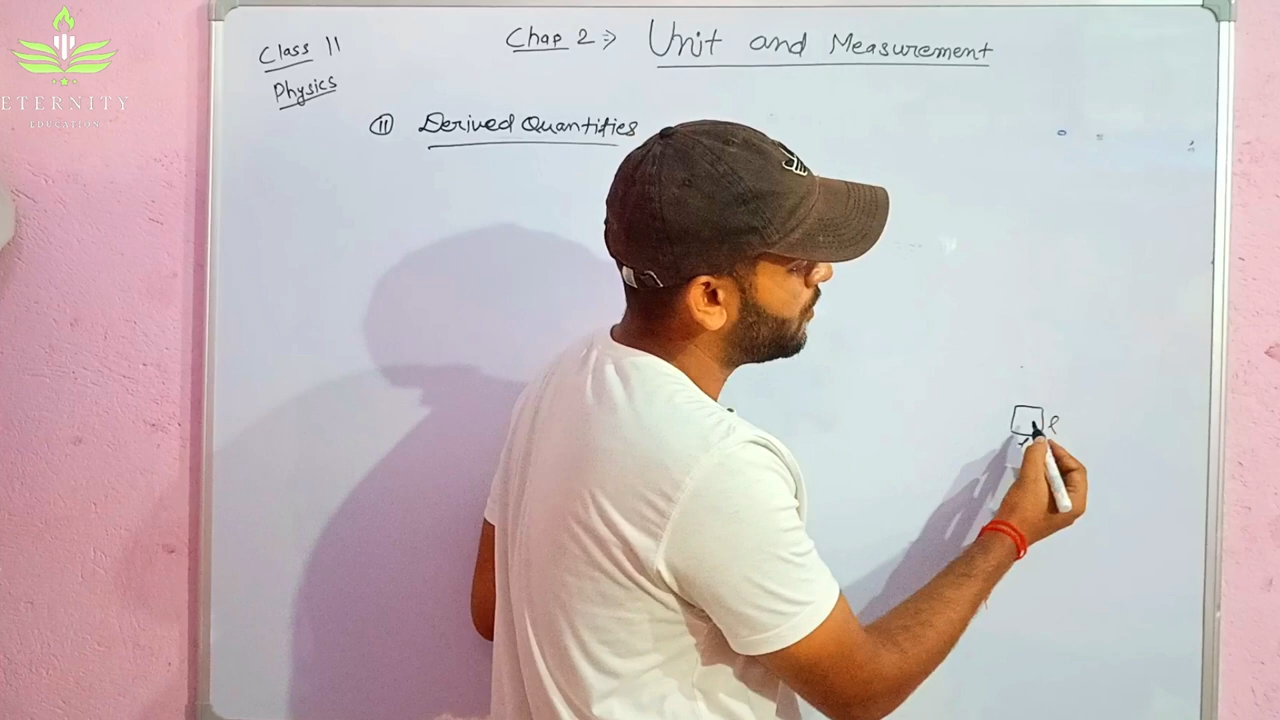 ETERNITY
EDUCATION
Class 11
Physics
Chap 2 ⇒ Unit and Measurement
(11) Derived Quantities
l